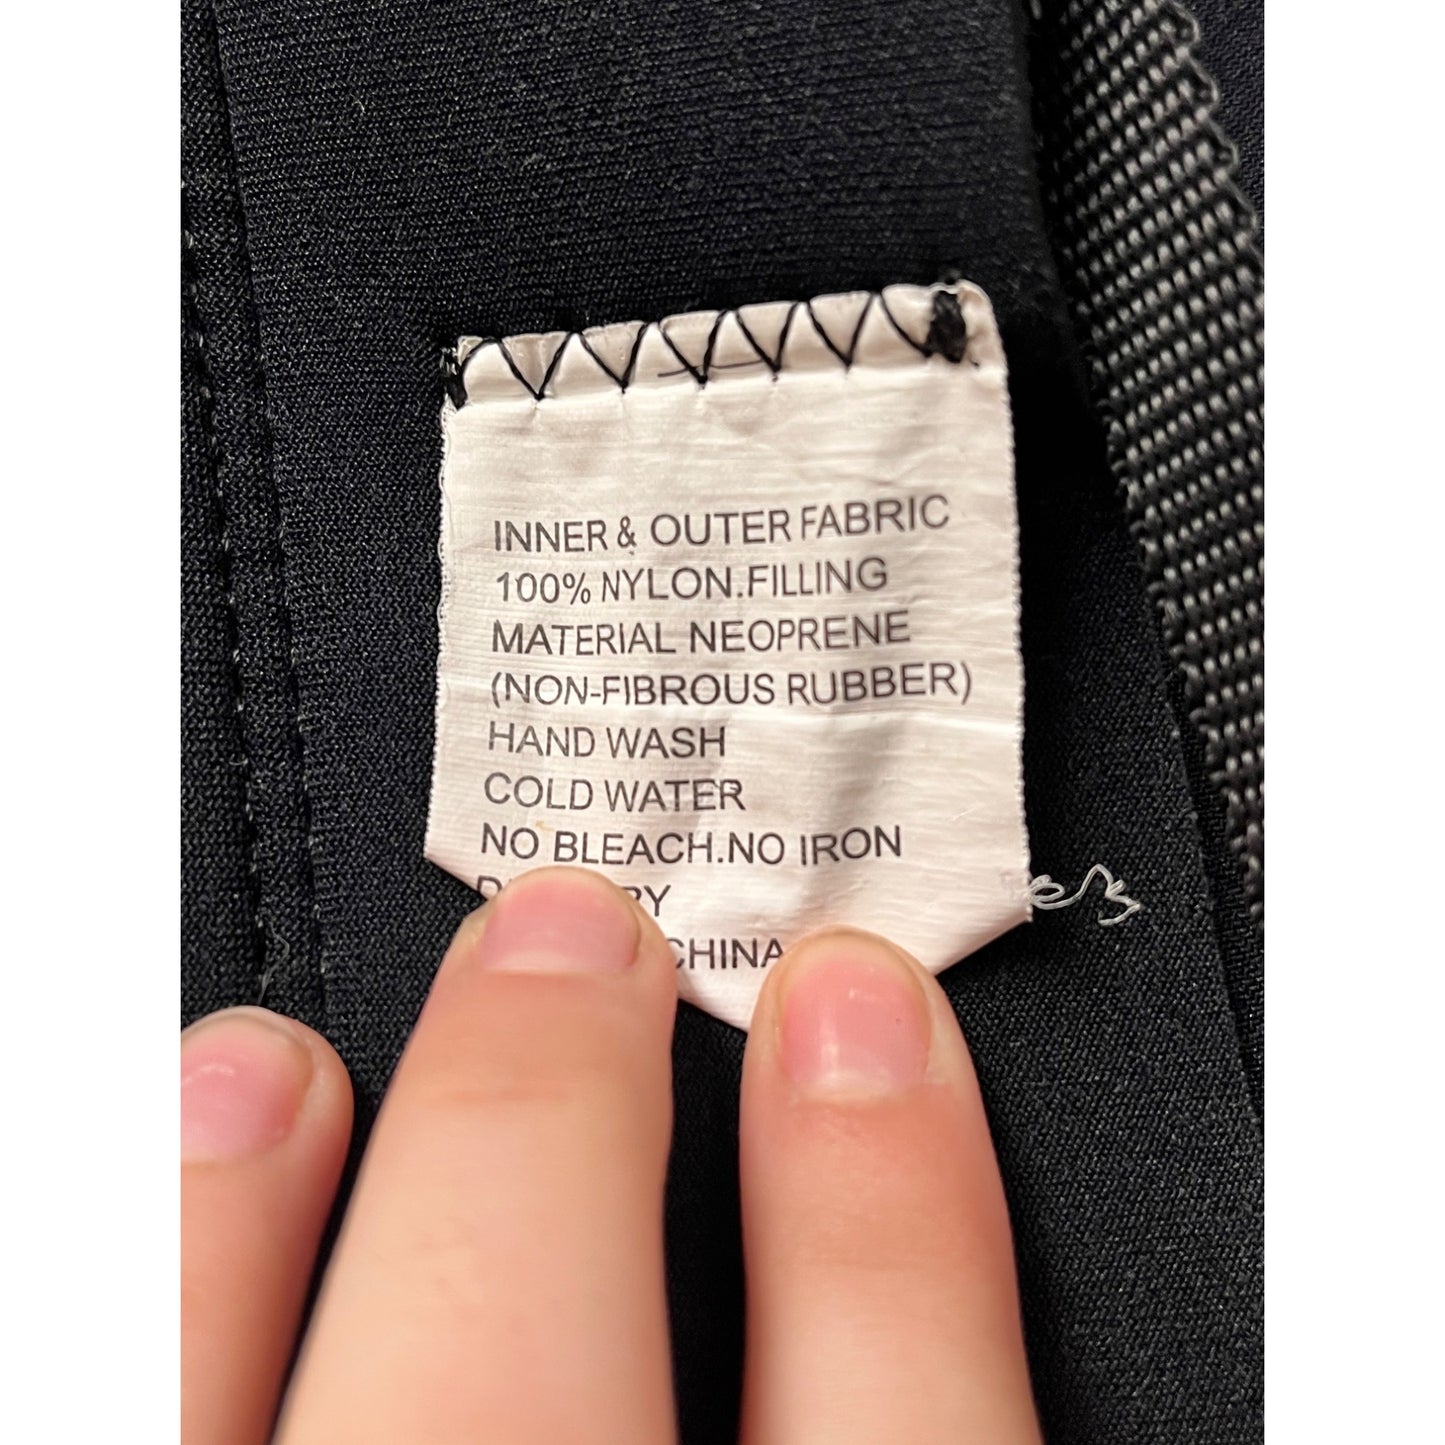 INNER & OUTER FABRIC
100% NYLON.FILLING
MATERIAL NEOPRENE
(NON-FIBROUS RUBBER)
HAND WASH
COLD WATER
NO BLEACH.NO IRON
CHINA